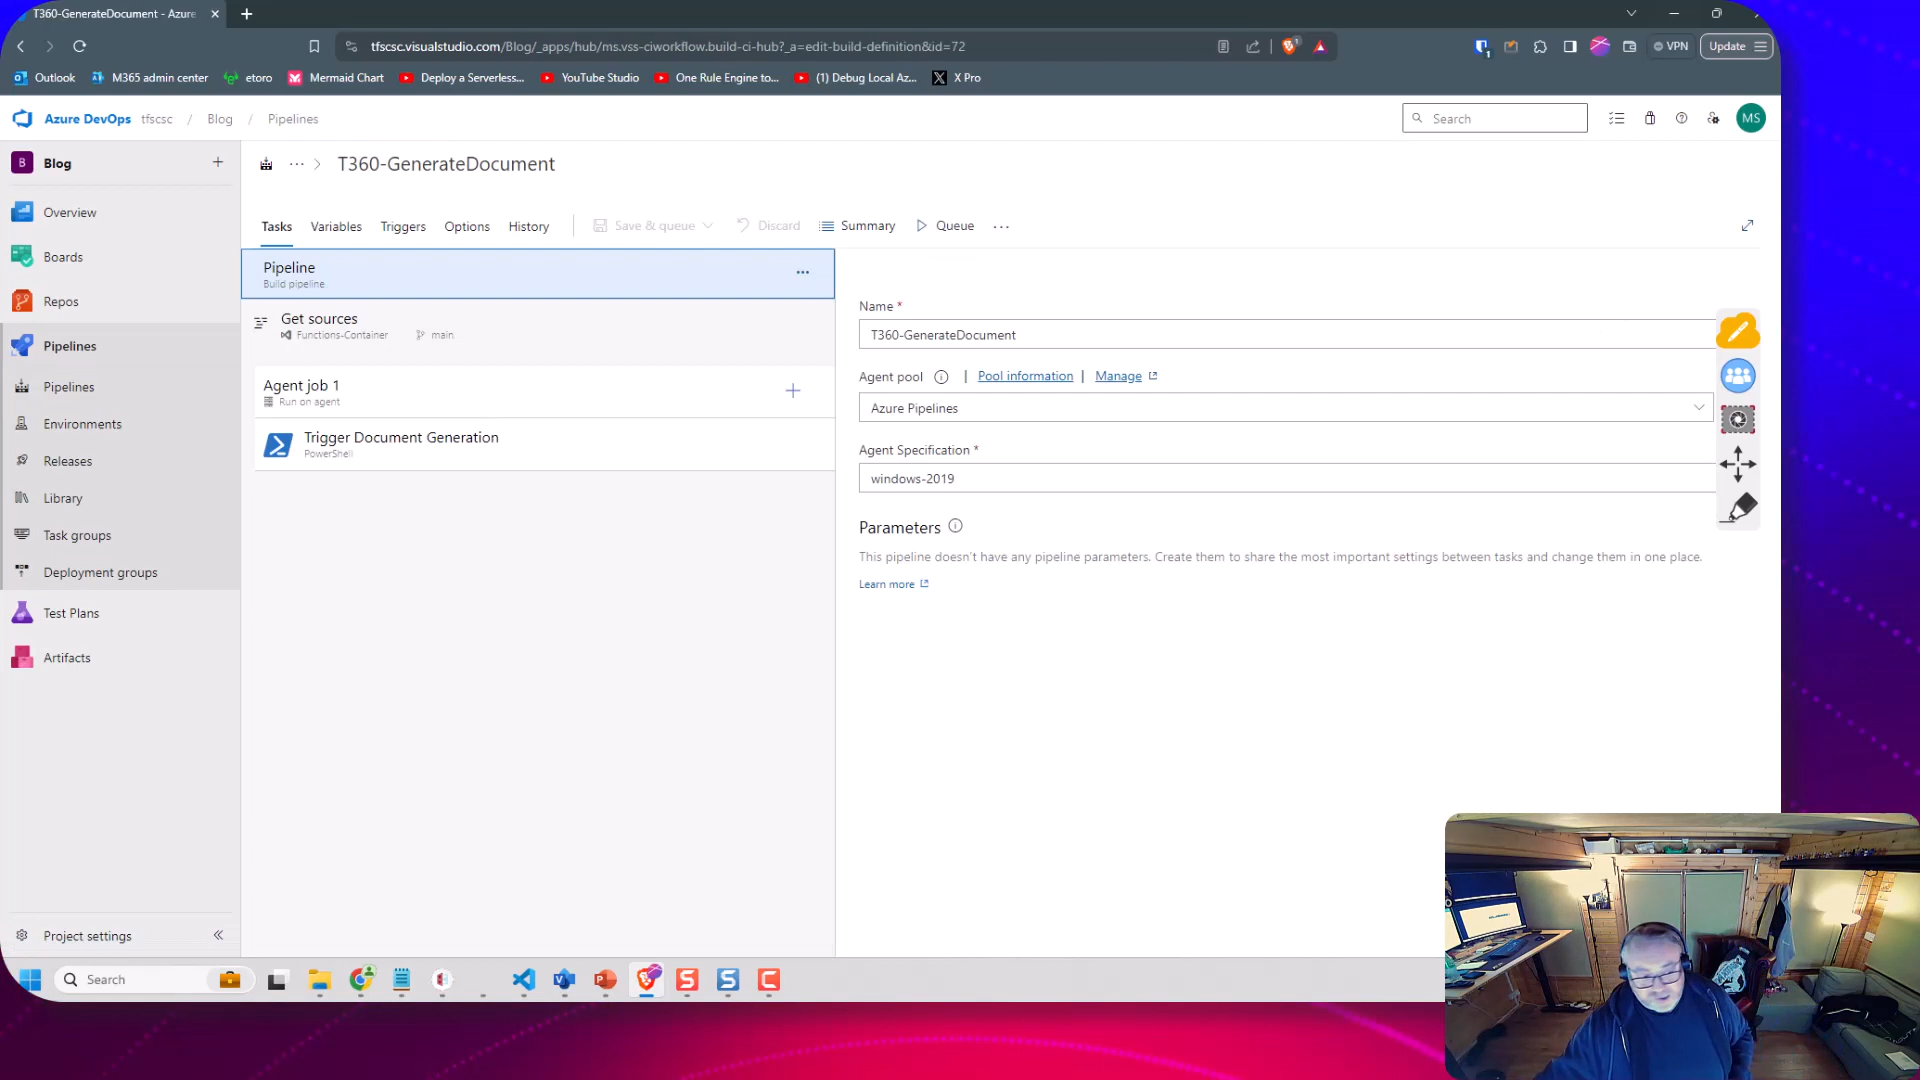 T360-GenerateDocument - Azure
tfscsc.visualstudio.com/Blog/_apps/hub/ms.vss-ciworkflow.build-ci-hub?_a=edit-build-definition&id=72
1
1
VPN
Update
Outlook
M365 admin center
etoro
Mermaid Chart
Deploy a Serverless...
YouTube Studio
One Rule Engine to...
(1) Debug Local Az...
X Pro
Azure DevOps
tfscsc / Blog / Pipelines
Search
MS
B
Blog
Overview
Boards
Repos
Pipelines
Pipelines
Environments
Releases
Library
Task groups
Deployment groups
Test Plans
Artifacts
Project settings
T360-GenerateDocument
Tasks
Variables
Triggers
Options
History
Save & queue
Discard
Summary
Queue
Pipeline
Build pipeline
Get sources
Functions-Container
main
Agent job 1
Run on agent
Trigger Document Generation
PowerShell
Name *
T360-GenerateDocument
Agent pool | Pool information | Manage
Azure Pipelines
Agent Specification *
windows-2019
Parameters
This pipeline doesn't have any pipeline parameters. Create them to share the most important settings between tasks and change them in one place.
Learn more
Search